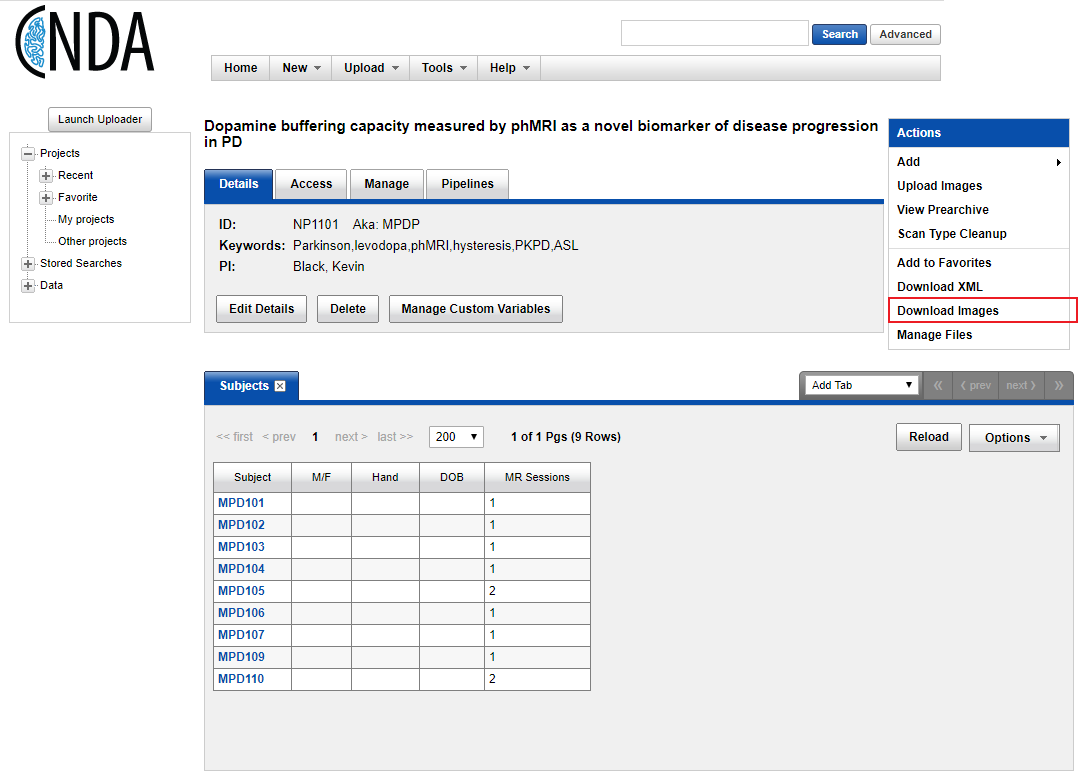 CNDA
Search
Advanced
Home
New
Upload
Tools
Help
Launch Uploader
Projects
Recent
Favorite
My projects
Other projects
Stored Searches
Data
Dopamine buffering capacity measured by phMRI as a novel biomarker of disease progression
in PD
Details
Access
Manage
Pipelines
ID: NP1101 Aka: MPDP
Keywords: Parkinson,levodopa,phMRI,hysteresis,PKPD,ASL
PI: Black, Kevin
Edit Details
Delete
Manage Custom Variables
Actions
Add
Upload Images
View Prearchive
Scan Type Cleanup
Add to Favorites
Download XML
Download Images
Manage Files
Subjects
Add Tab
« ‹ prev next › »
<< first < prev 1 next > last >> 200 1 of 1 Pgs (9 Rows)
Reload
Options
Subject M/F Hand DOB MR Sessions
MPD101 1
MPD102 1
MPD103 1
MPD104 1
MPD105 2
MPD106 1
MPD107 1
MPD109 1
MPD110 2